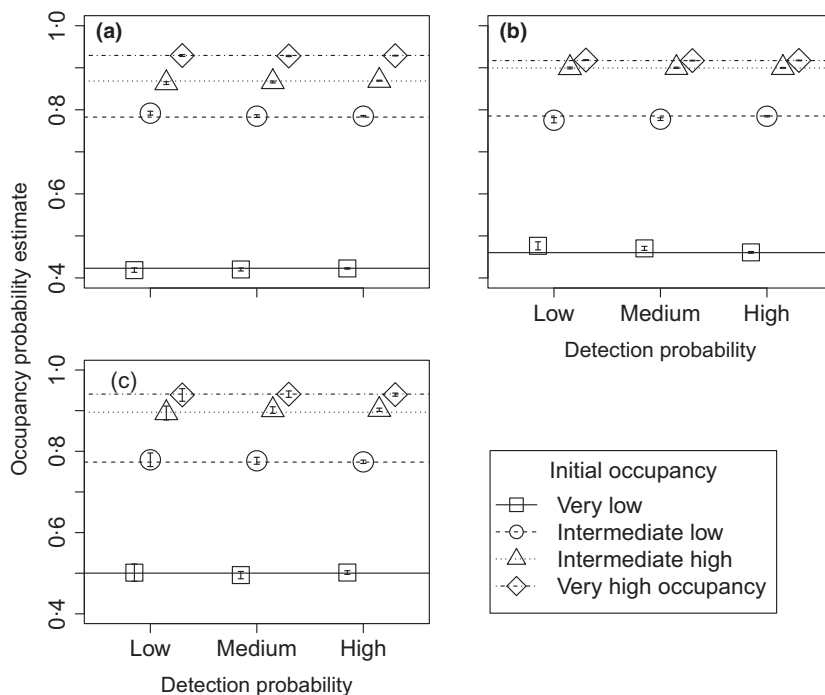 Occupancy probability estimate
(a)
1·0
0·8
0·6
0·4
(b)
1·0
0·8
0·6
0·4
Low Medium High
Detection probability
(c)
1·0
0·8
0·6
0·4
Low Medium High
Detection probability
Initial occupancy
Very low
Intermediate low
Intermediate high
Very high occupancy